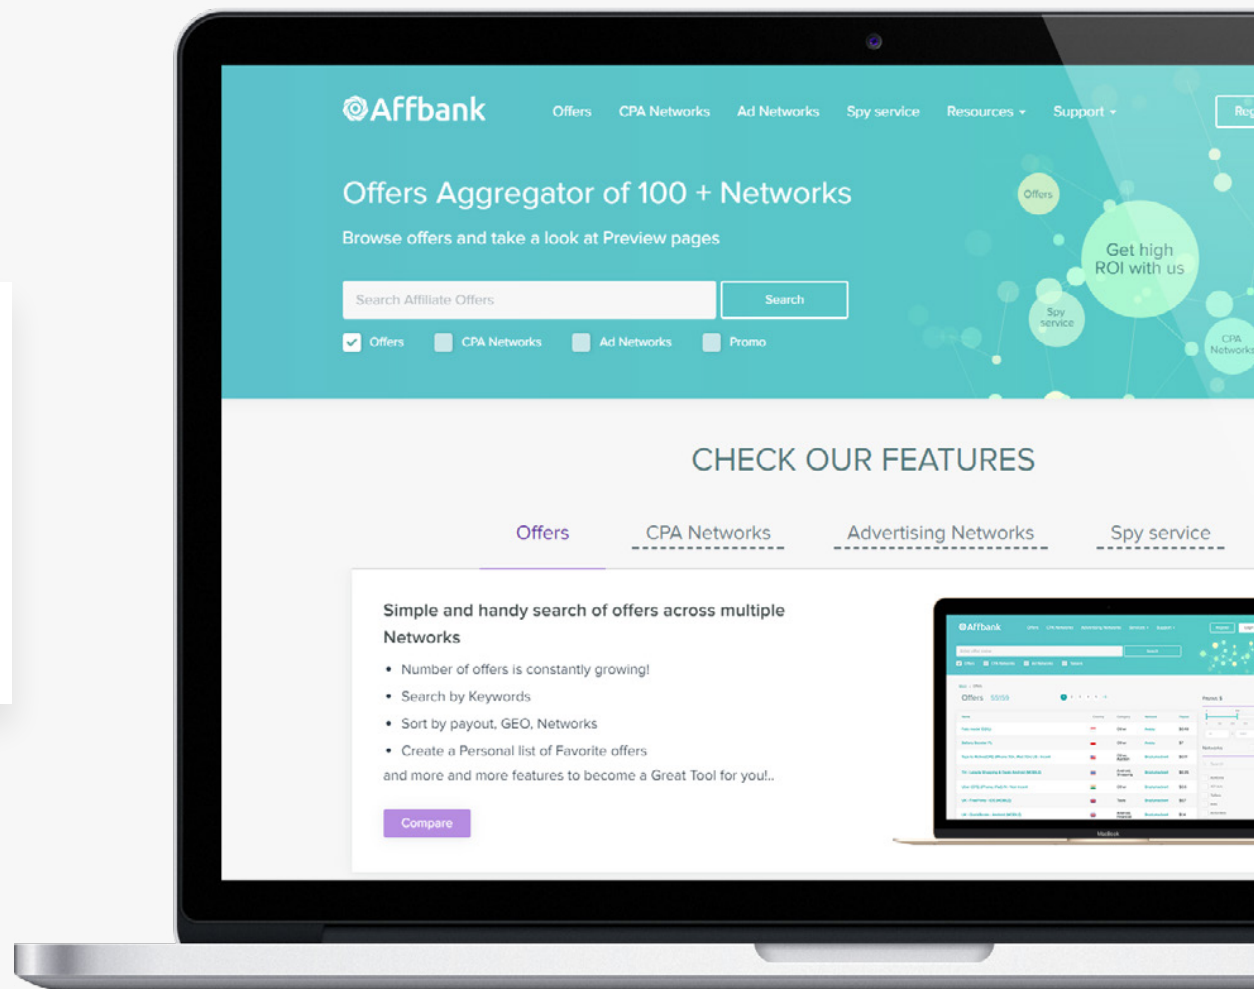 Affbank
Offers CPA Networks Ad Networks Spy service Resources Support
Offers Aggregator of 100 + Networks
Browse offers and take a look at Preview pages
Search Affiliate Offers Search
Offers CPA Networks Ad Networks Promo
Offers
Get high
ROI with us
Spy
service
CPA
Networks
CHECK OUR FEATURES
Offers CPA Networks Advertising Networks Spy service
Simple and handy search of offers across multiple
Networks
• Number of offers is constantly growing!
• Search by Keywords
• Sort by payout, GEO, Networks
• Create a Personal list of Favorite offers
and more and more features to become a Great Tool for you!..
Compare
Affbank
Offers
MacBook